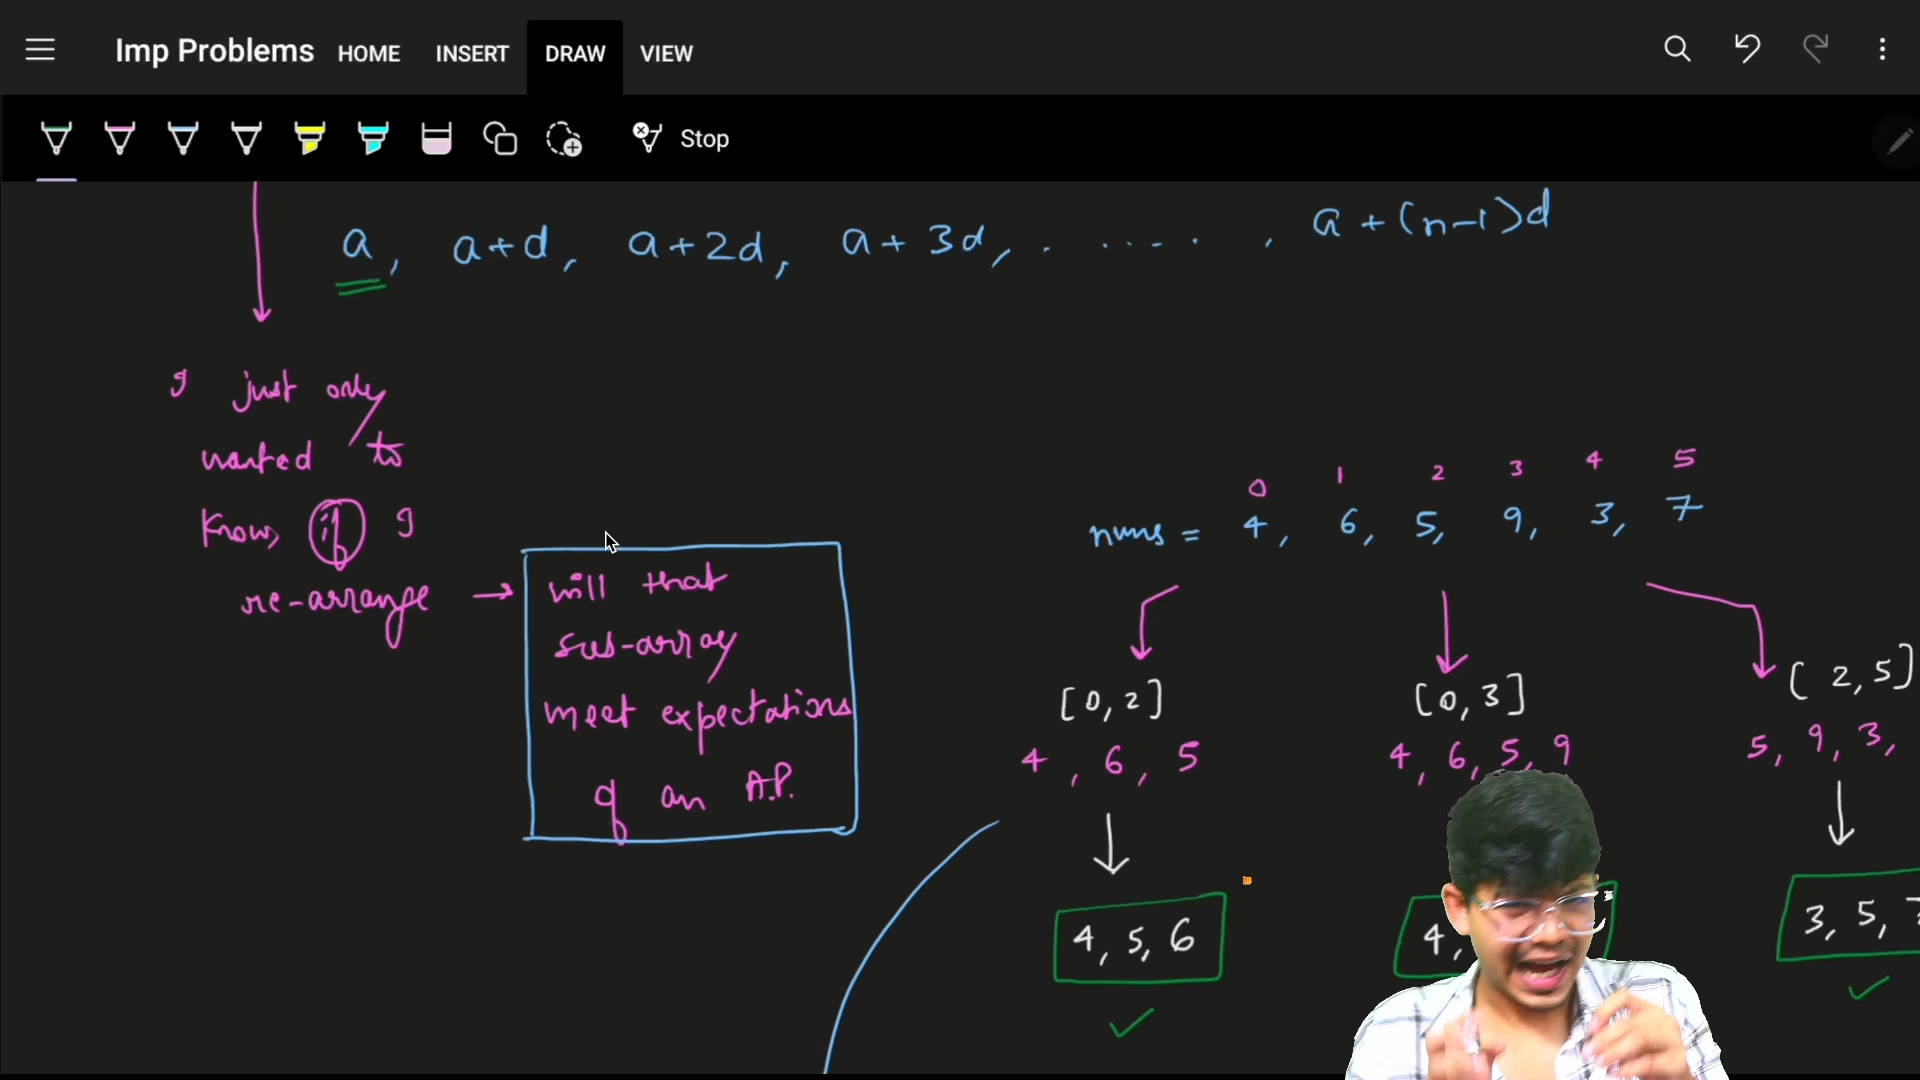 Imp Problems HOME INSERT DRAW VIEW
Stop
a, a+d, a+2d, a+3d, . ..... , a+(n-1)d
I just only
wanted to
know if I
re-arrange → will that
sub-array
meet expectations
of an A.P.
0 1 2 3 4 5
nums = 4, 6, 5, 9, 3, 7
[0,2] [0,3] [2,5]
4, 6, 5 4, 6, 5, 9 5, 9, 3,
4, 5, 6 4, 3, 5,